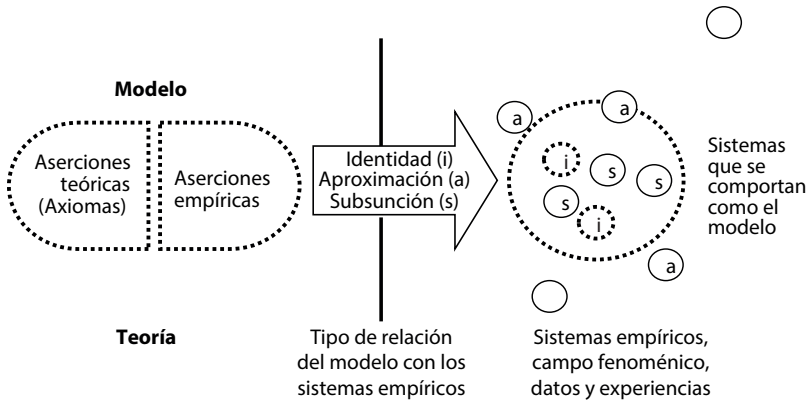 Modelo
Aserciones
teóricas
(Axiomas)
Aserciones
empíricas
Identidad (i)
Aproximación (a)
Subsunción (s)
a
a
i
s
s
s
i
a
Sistemas
que se
comportan
como el
modelo
Teoría
Tipo de relación
del modelo con los
sistemas empíricos
Sistemas empíricos,
campo fenoménico,
datos y experiencias